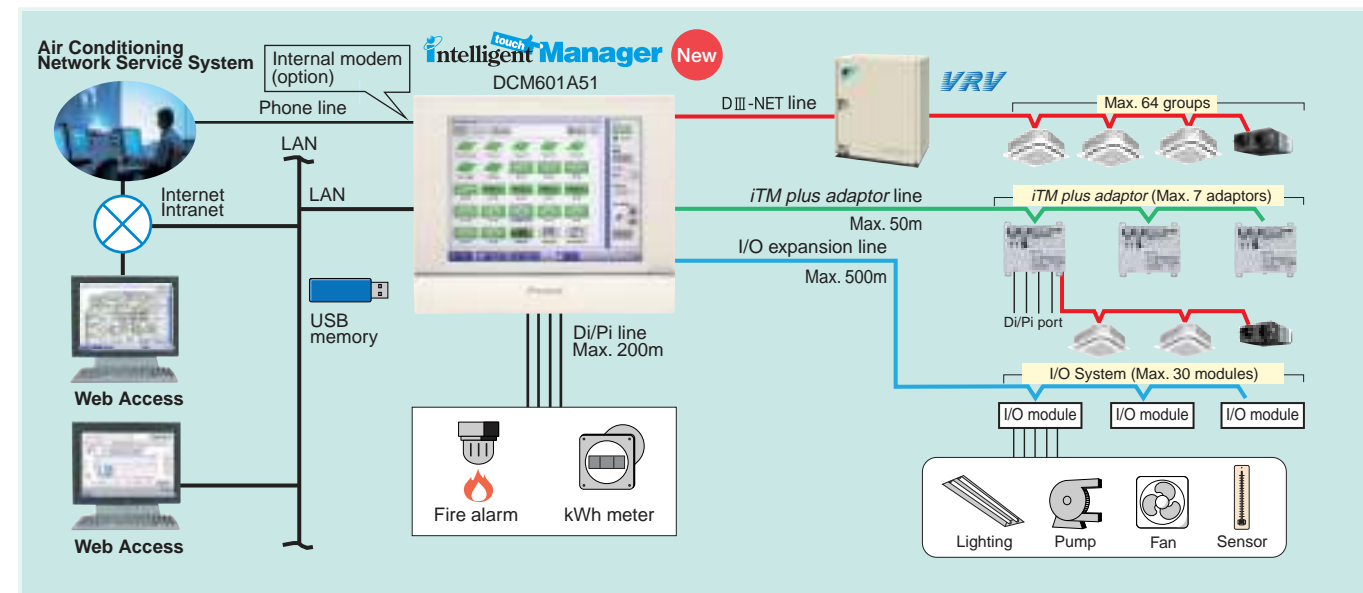 Air Conditioning
Network Service System
Internal modem
(option)
Phone line
intelligent touch Manager
New
DCM601A51
DⅢ-NET line
VRV
Max. 64 groups
LAN
LAN
Internet
Intranet
iTM plus adaptor line
Max. 50m
iTM plus adaptor (Max. 7 adaptors)
I/O expansion line
Max. 500m
USB
memory
Di/Pi line
Max. 200m
Di/Pi port
Web Access
I/O System (Max. 30 modules)
I/O module
I/O module
I/O module
Fire alarm
kWh meter
Lighting
Pump
Fan
Sensor
Web Access